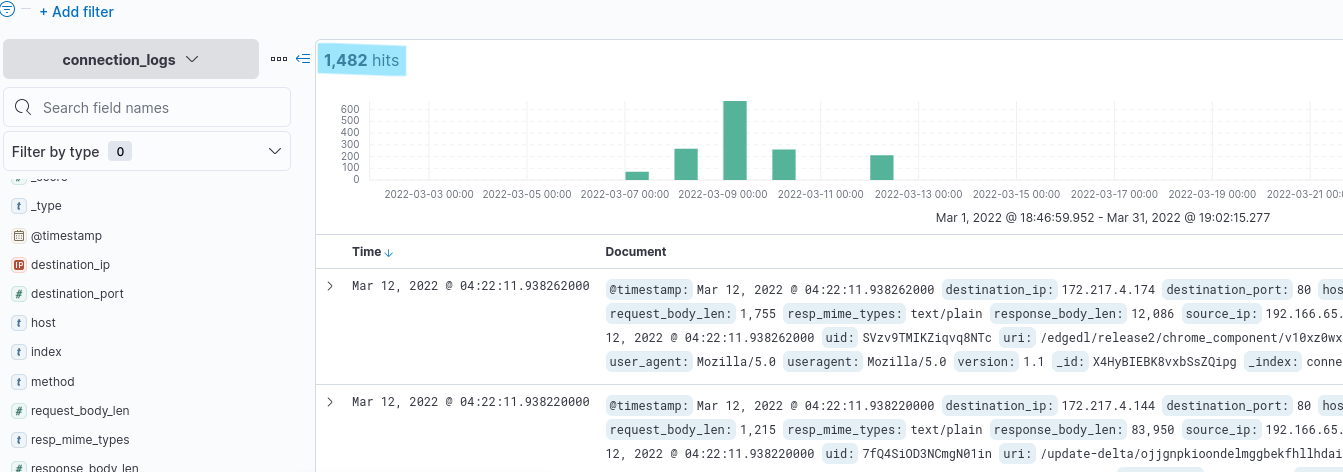 + Add filter
connection_logs
1,482 hits
Search field names
Filter by type 0
_type
@timestamp
destination_ip
destination_port
host
index
method
request_body_len
resp_mime_types
response_body_len
600
500
400
300
200
100
0
2022-03-03 00:00 2022-03-05 00:00 2022-03-07 00:00 2022-03-09 00:00 2022-03-11 00:00 2022-03-13 00:00 2022-03-15 00:00 2022-03-17 00:00 2022-03-19 00:00 2022-03-21 00:0
Mar 1, 2022 @ 18:46:59.952 - Mar 31, 2022 @ 19:02:15.277
Time Document
Mar 12, 2022 @ 04:22:11.938262000
@timestamp: Mar 12, 2022 @ 04:22:11.938262000 destination_ip: 172.217.4.174 destination_port: 80 hos
request_body_len: 1,755 resp_mime_types: text/plain response_body_len: 12,086 source_ip: 192.166.65.
12, 2022 @ 04:22:11.938262000 uid: SVzv9TMIKZiqvq8NTc uri: /edgedl/release2/chrome_component/v10xz0wx
user_agent: Mozilla/5.0 useragent: Mozilla/5.0 version: 1.1 _id: X4HyBIEBK8vxbSsZQipg _index: conne
Mar 12, 2022 @ 04:22:11.938220000
@timestamp: Mar 12, 2022 @ 04:22:11.938220000 destination_ip: 172.217.4.144 destination_port: 80 hos
request_body_len: 1,215 resp_mime_types: text/plain response_body_len: 83,950 source_ip: 192.166.65.
12, 2022 @ 04:22:11.938220000 uid: 7fQ4SiOD3NCmgN01in uri: /update-delta/ojjgnpkioondelmggbekfhllhdai